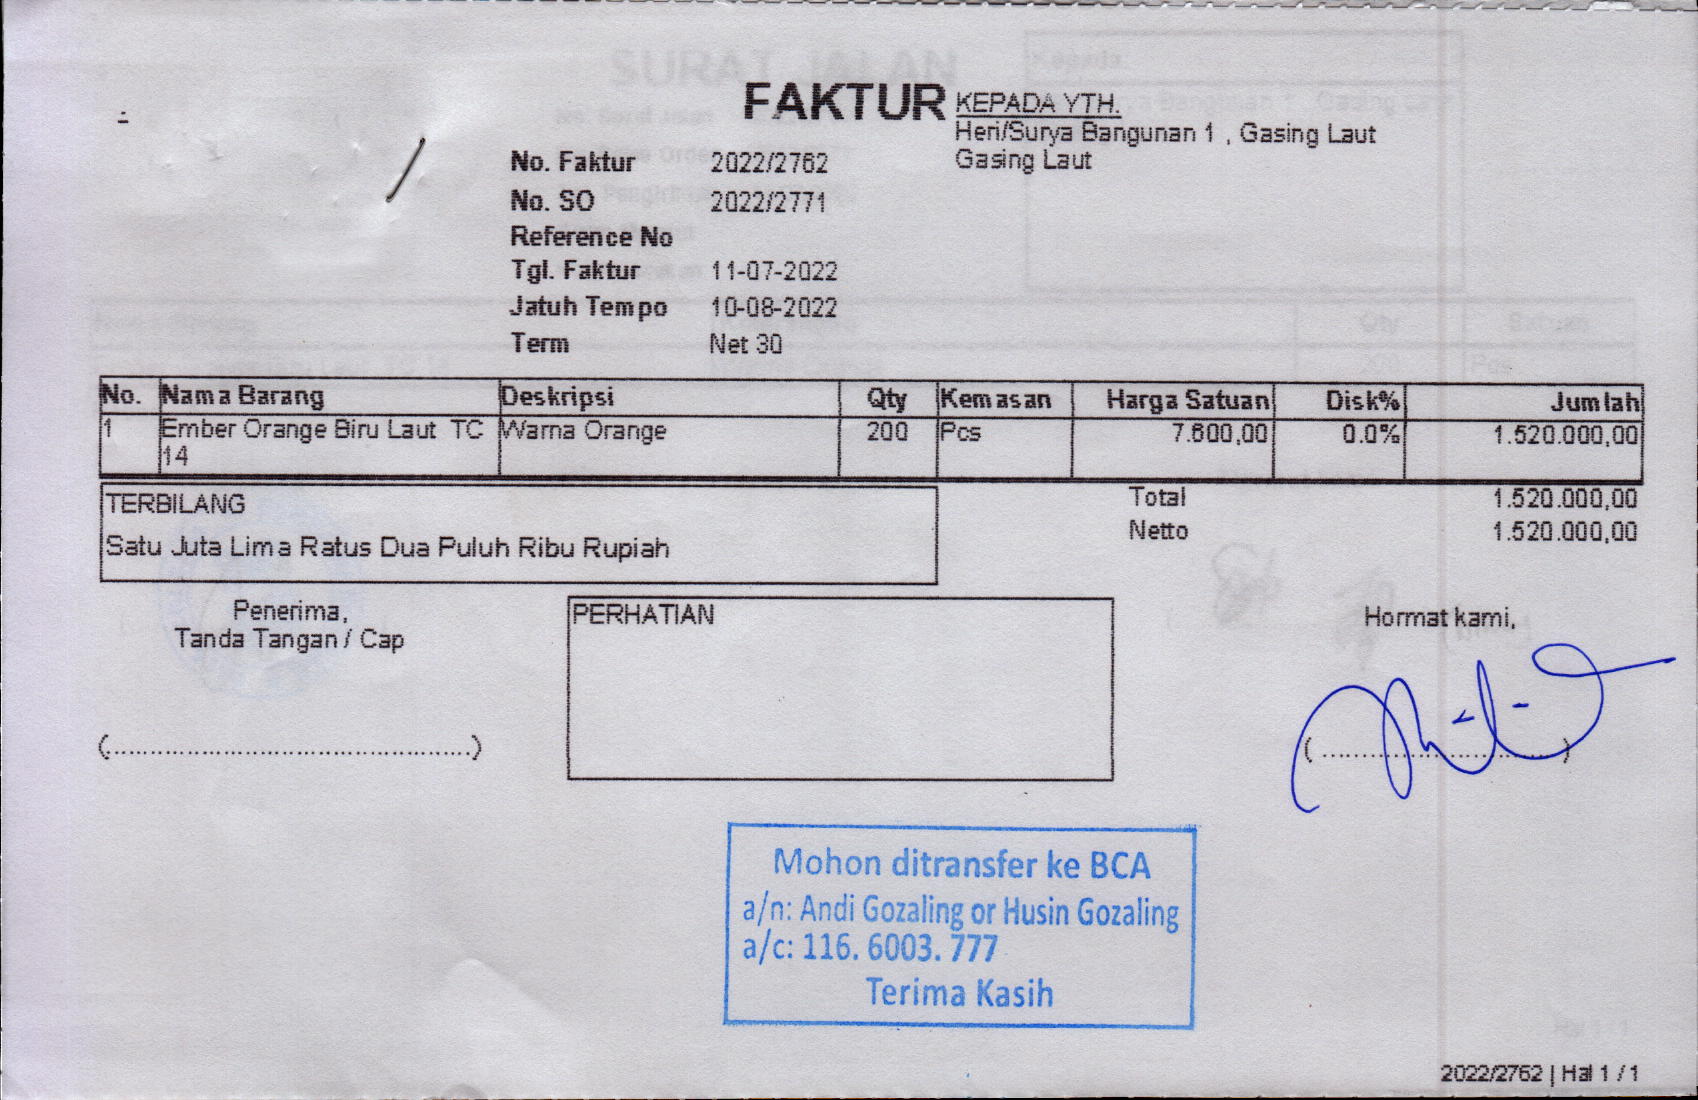 FAKTUR
KEPADA YTH.
Heri/Surya Bangunan 1 , Gasing Laut
Gasing Laut
No. Faktur 2022/2762
No. SO 2022/2771
Reference No
Tgl. Faktur 11-07-2022
Jatuh Tempo 10-08-2022
Term Net 30
No. Nama Barang Deskripsi Qty Kemasan Harga Satuan Disk% Jumlah
1 Ember Orange Biru Laut TC Warna Orange 200 Pcs 7.600,00 0.0% 1.520.000,00
14
TERBILANG
Satu Juta Lima Ratus Dua Puluh Ribu Rupiah
Total 1.520.000,00
Netto 1.520.000,00
Penerima,
Tanda Tangan / Cap
(..................................................)
PERHATIAN
Hormat kami,
(..................................)
Mohon ditransfer ke BCA
a/n: Andi Gozaling or Husin Gozaling
a/c: 116. 6003. 777
Terima Kasih
2022/2762 | Hal 1 / 1